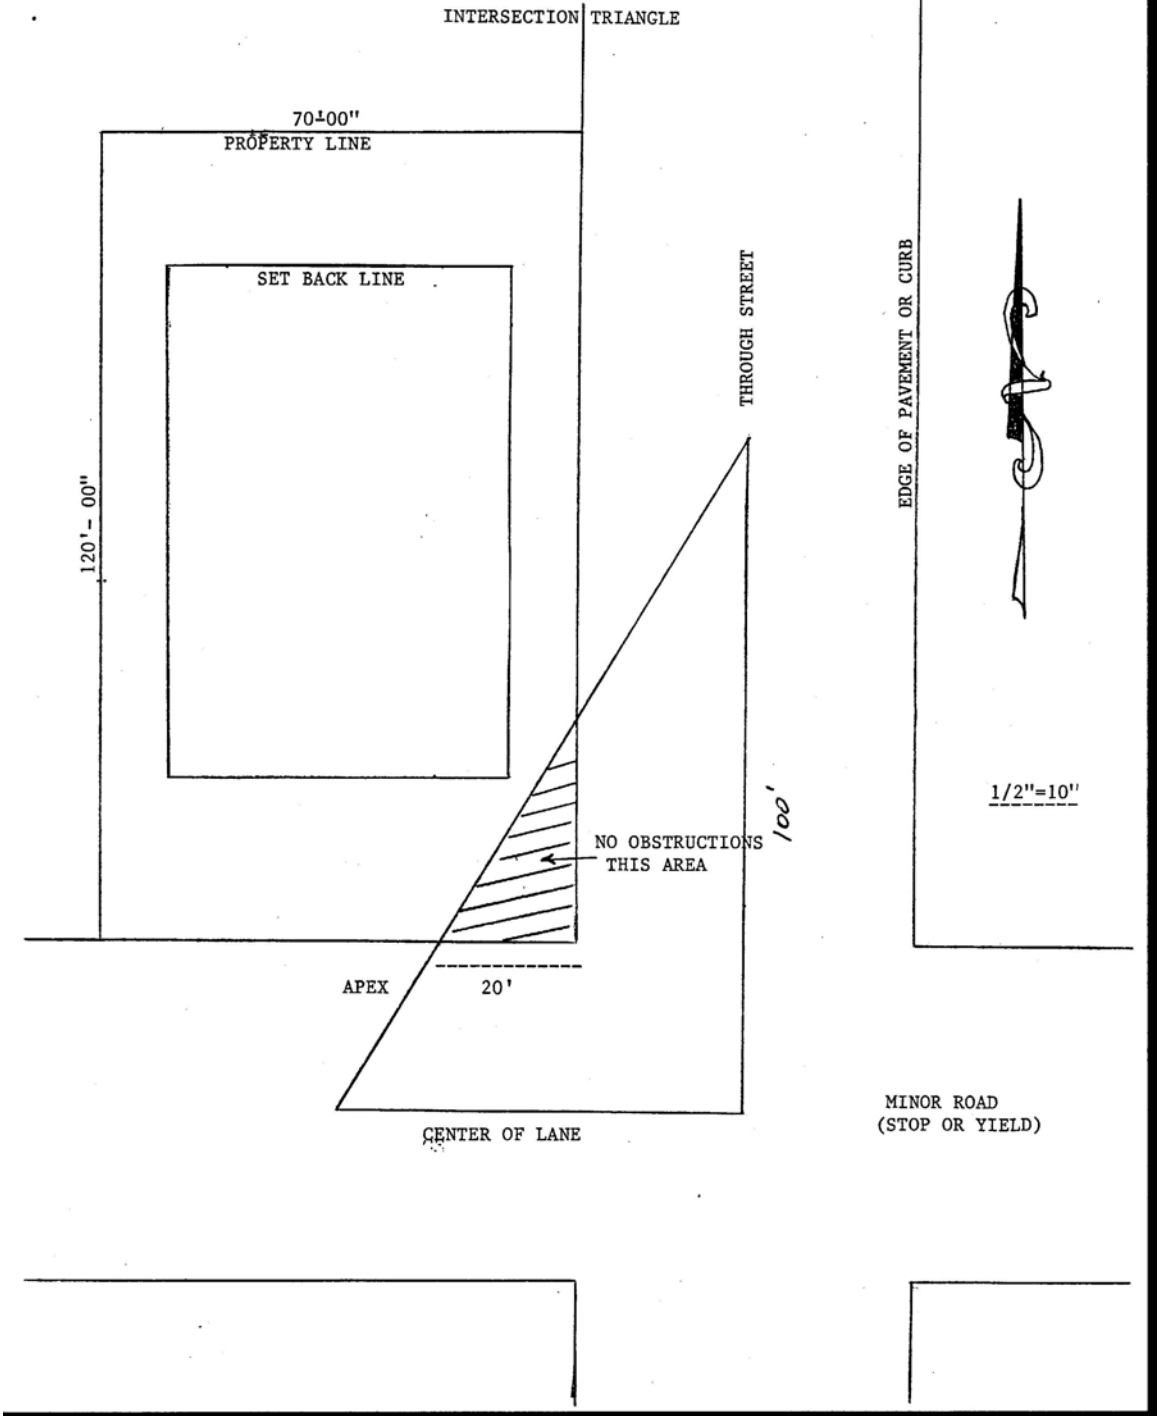 INTERSECTION TRIANGLE
70'00"
PROPERTY LINE
SET BACK LINE
THROUGH STREET
EDGE OF PAVEMENT OR CURB
120'- 00"
1/2"=10"
100'
NO OBSTRUCTIONS
THIS AREA
APEX
20'
MINOR ROAD
(STOP OR YIELD)
CENTER OF LANE